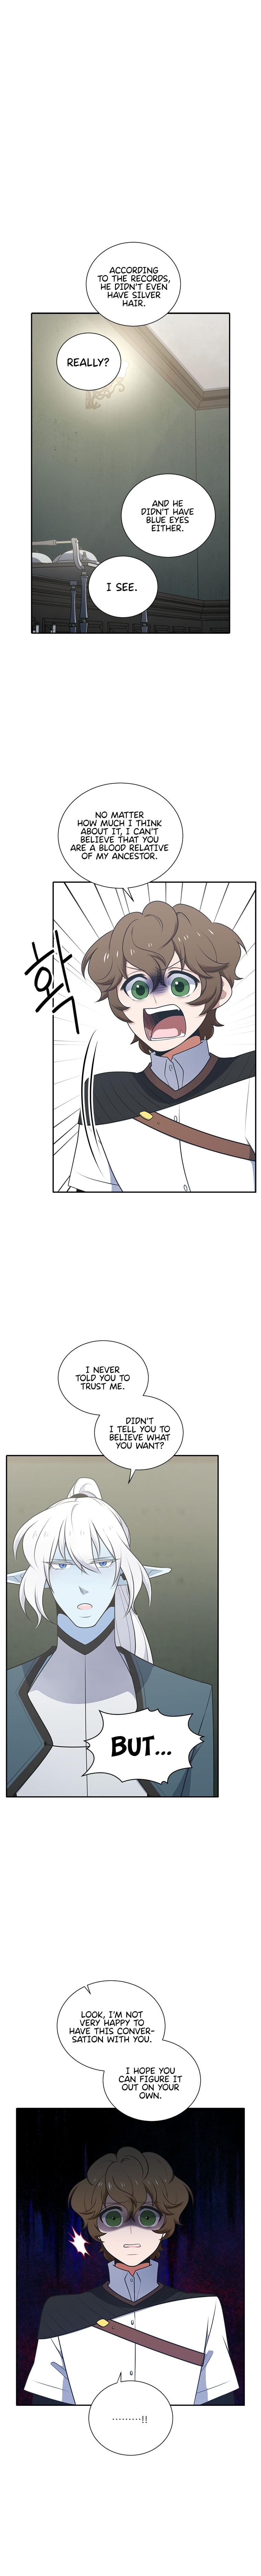 ACCORDING
TO THE RECORDS,
HE DIDN'T EVEN
HAVE SILVER
HAIR.
REALLY?
AND HE
DIDN'T HAVE
BLUE EYES
EITHER.
I SEE.
NO MATTER
HOW MUCH I THINK
ABOUT IT, I CAN'T
BELIEVE THAT YOU
ARE A BLOOD RELATIVE
OF MY ANCESTOR.
확
I NEVER
TOLD YOU TO
TRUST ME.
DIDN'T
I TELL YOU TO
BELIEVE WHAT
YOU WANT?
BUT...
LOOK, I'M NOT
VERY HAPPY TO
HAVE THIS CONVER-
SATION WITH YOU.
I HOPE YOU
CAN FIGURE IT
OUT ON YOUR
OWN.
.........!!